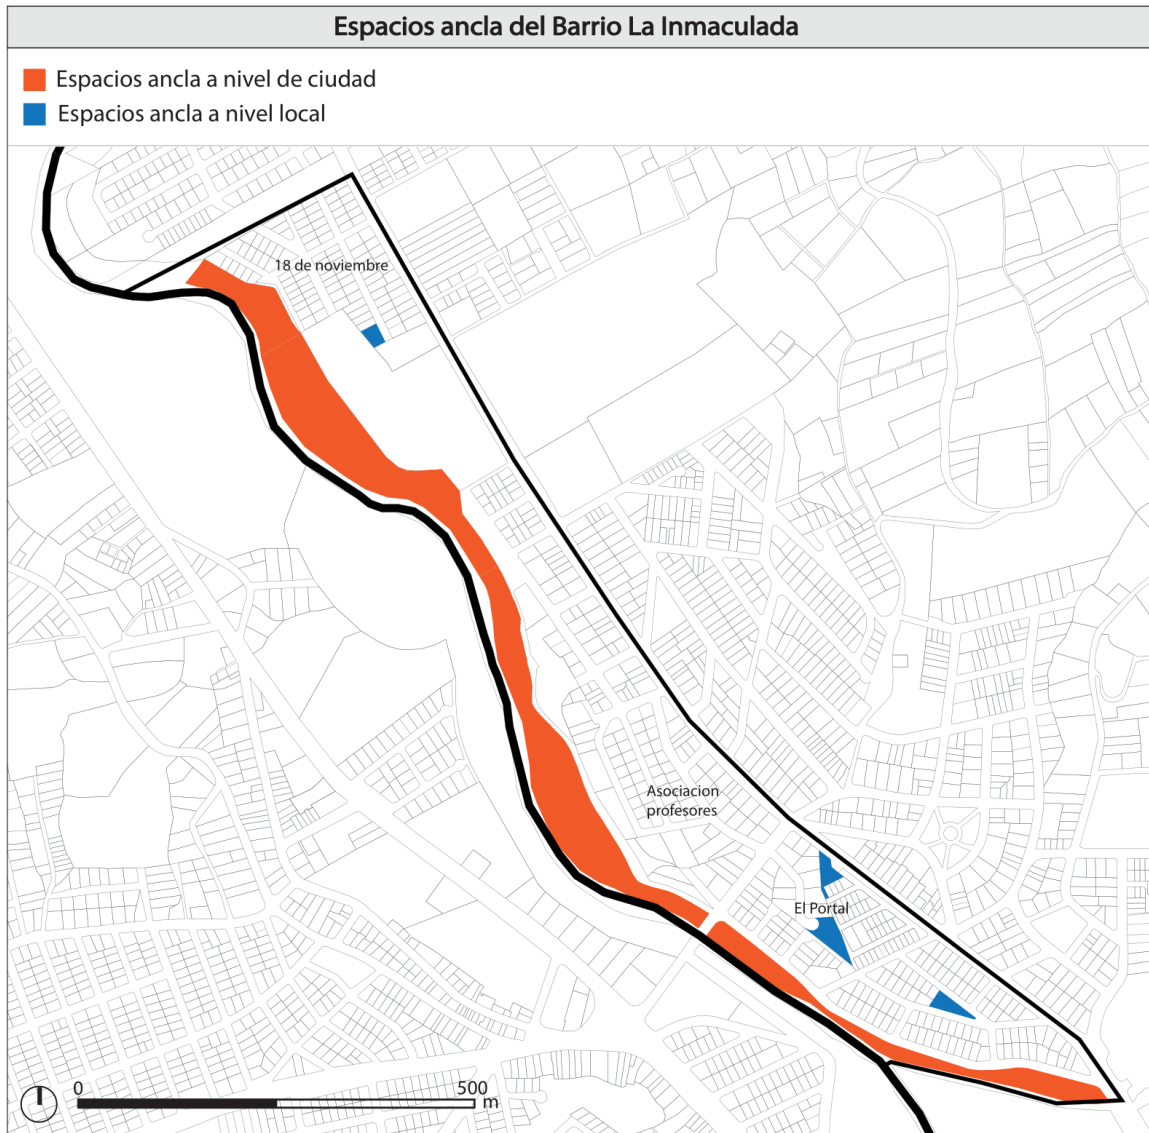 Espacios ancla del Barrio La Inmaculada
Espacios ancla a nivel de ciudad
Espacios ancla a nivel local
18 de noviembre
Asociacion
profesores
El Portal
0
500
m